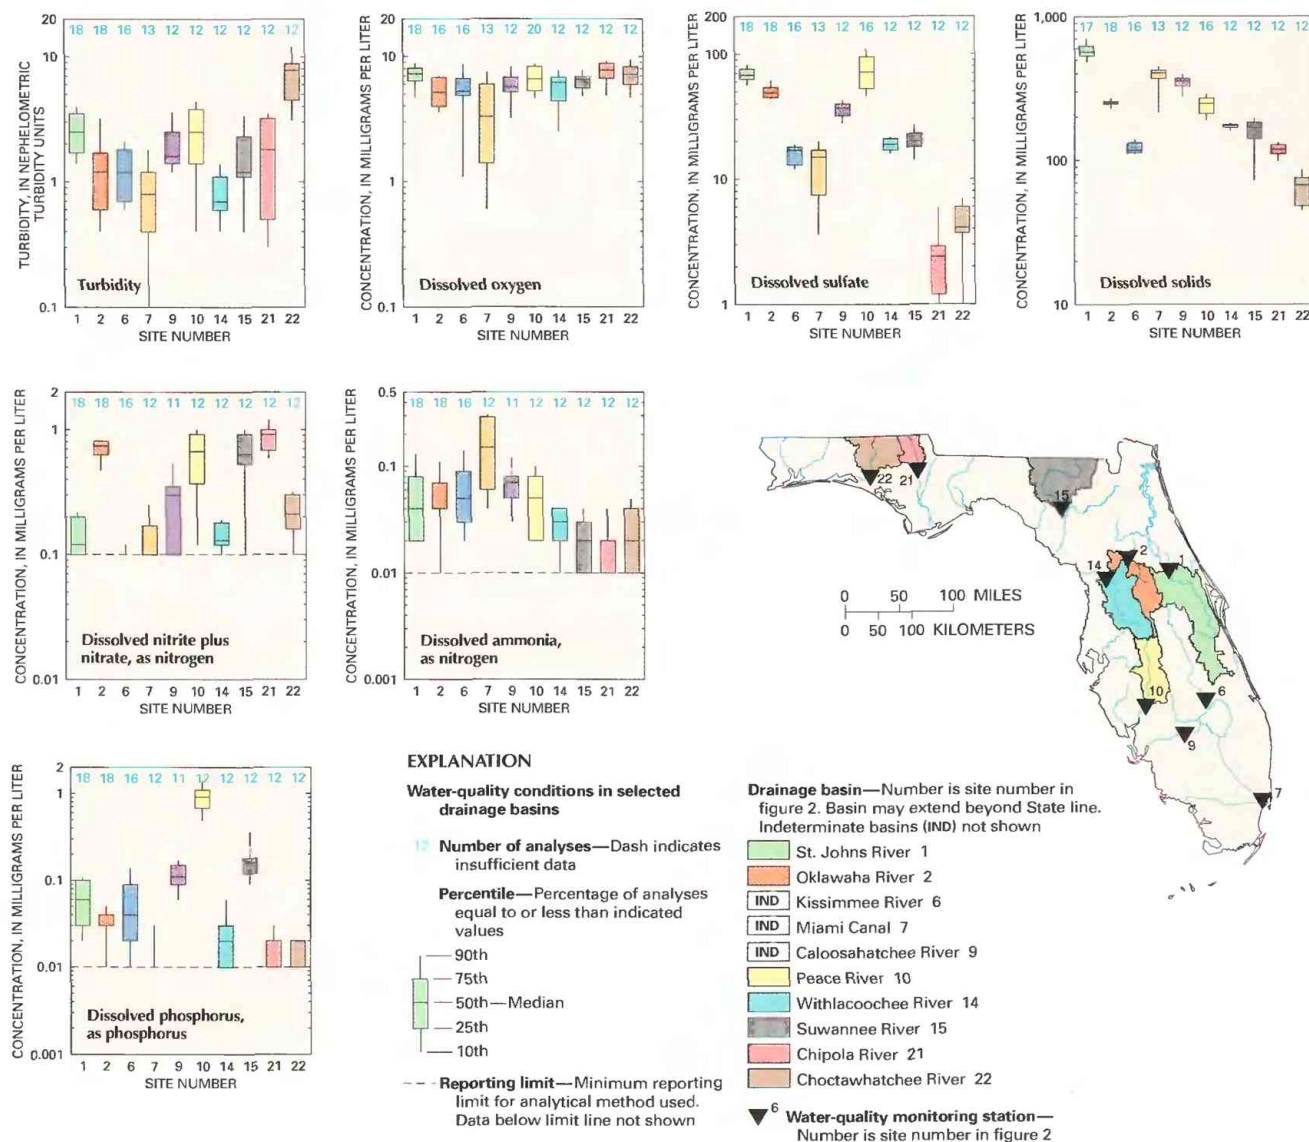 18 18 16 13 12 12 12 12 12 12
20
10
1
0.1
TURBIDITY, IN NEPHELOMETRIC
TURBIDITY UNITS
Turbidity
1 2 6 7 9 10 14 15 21 22
SITE NUMBER
18 16 16 13 12 20 12 12 12 12
20
10
1
0.1
CONCENTRATION, IN MILLIGRAMS PER LITER
Dissolved oxygen
1 2 6 7 9 10 14 15 21 22
SITE NUMBER
18 18 16 12 12 16 12 12 12 12
200
100
10
1
CONCENTRATION, IN MILLIGRAMS PER LITER
Dissolved sulfate
1 2 6 7 9 10 14 15 21 22
SITE NUMBER
17 18 16 13 12 12 12 12 12 12
1,000
100
10
CONCENTRATION, IN MILLIGRAMS PER LITER
Dissolved solids
1 2 6 7 9 10 14 15 21 22
SITE NUMBER
18 18 16 12 11 12 12 12 12 12
2
1
0.1
0.01
CONCENTRATION, IN MILLIGRAMS PER LITER
Dissolved nitrite plus
nitrate, as nitrogen
1 2 6 7 9 10 14 15 21 22
SITE NUMBER
18 18 16 12 11 12 12 12 12 12
0.5
0.1
0.01
0.001
CONCENTRATION, IN MILLIGRAMS PER LITER
Dissolved ammonia,
as nitrogen
1 2 6 7 9 10 14 15 21 22
SITE NUMBER
22 21
15
2
1
14
10
6
9
7
0 50 100 MILES
0 50 100 KILOMETERS
18 18 16 12 11 12 12 12 12 12
2
1
0.1
0.01
0.001
CONCENTRATION, IN MILLIGRAMS PER LITER
Dissolved phosphorus,
as phosphorus
1 2 6 7 9 10 14 15 21 22
SITE NUMBER
EXPLANATION
Water-quality conditions in selected
drainage basins
12 Number of analyses—Dash indicates
insufficient data
Percentile—Percentage of analyses
equal to or less than indicated
values
90th
75th
50th—Median
25th
10th
Reporting limit—Minimum reporting
limit for analytical method used.
Data below limit line not shown
Drainage basin—Number is site number in
figure 2. Basin may extend beyond State line.
Indeterminate basins (IND) not shown
St. Johns River 1
Oklawaha River 2
IND Kissimmee River 6
IND Miami Canal 7
IND Caloosahatchee River 9
Peace River 10
Withlacoochee River 14
Suwannee River 15
Chipola River 21
Choctawhatchee River 22
6 Water-quality monitoring station—
Number is site number in figure 2